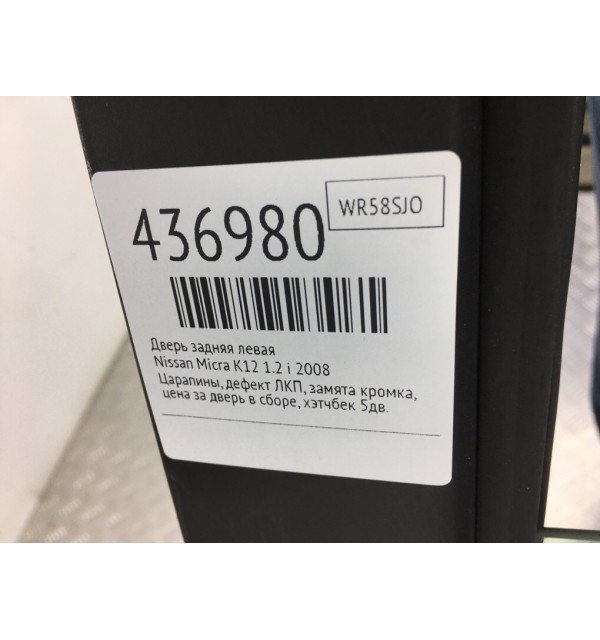 436980
WR58SJO
Дверь задняя левая
Nissan Micra K12 1.2 i 2008
Царапины, дефект ЛКП, замята кромка,
цена за дверь в сборе, хэтчбек 5дв.